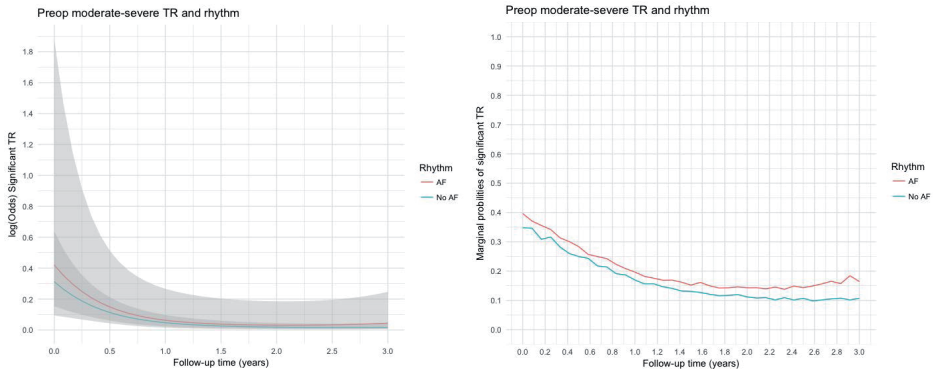 Preop moderate-severe TR and rhythm
log(Odds) Significant TR
1.8
1.6
1.4
1.2
1.0
0.8
0.6
0.4
0.2
0.0
0.0 0.5 1.0 1.5 2.0 2.5 3.0
Follow-up time (years)
Rhythm
AF
No AF
Preop moderate-severe TR and rhythm
Marginal probilities of significant TR
1.0
0.9
0.8
0.7
0.6
0.5
0.4
0.3
0.2
0.1
0.0
0.0 0.2 0.4 0.6 0.8 1.0 1.2 1.4 1.6 1.8 2.0 2.2 2.4 2.6 2.8 3.0
Follow-up time (years)
Rhythm
AF
No AF